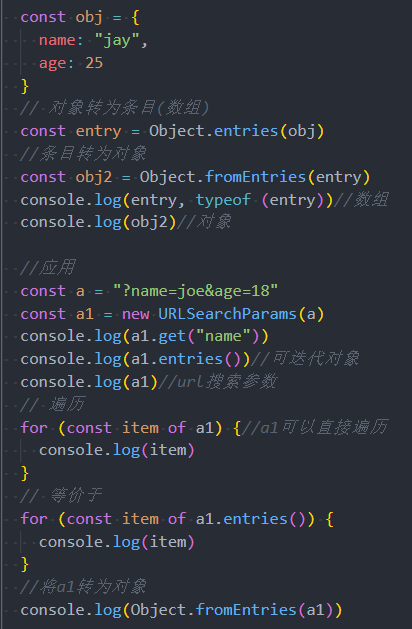 const obj = {
  name: "jay",
  age: 25
}
// 对象转为条目(数组)
const entry = Object.entries(obj)
//条目转为对象
const obj2 = Object.fromEntries(entry)
console.log(entry, typeof (entry))//数组
console.log(obj2)//对象

//应用
const a = "?name=joe&age=18"
const a1 = new URLSearchParams(a)
console.log(a1.get("name"))
console.log(a1.entries())//可迭代对象
console.log(a1)//url搜索参数
// 遍历
for (const item of a1) {//a1可以直接遍历
  console.log(item)
}
// 等价于
for (const item of a1.entries()) {
  console.log(item)
}
//将a1转为对象
console.log(Object.fromEntries(a1))